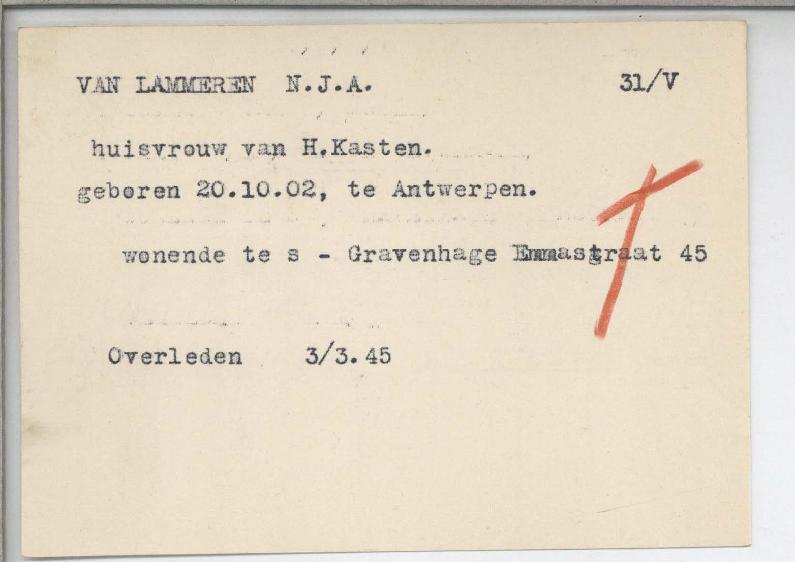 VAN LAMMEREN N.J.A. 31/V
huisvrouw van H.Kasten.
geboren 20.10.02, te Antwerpen.
wonende te s - Gravenhage Emmastraat 45
Overleden 3/3.45